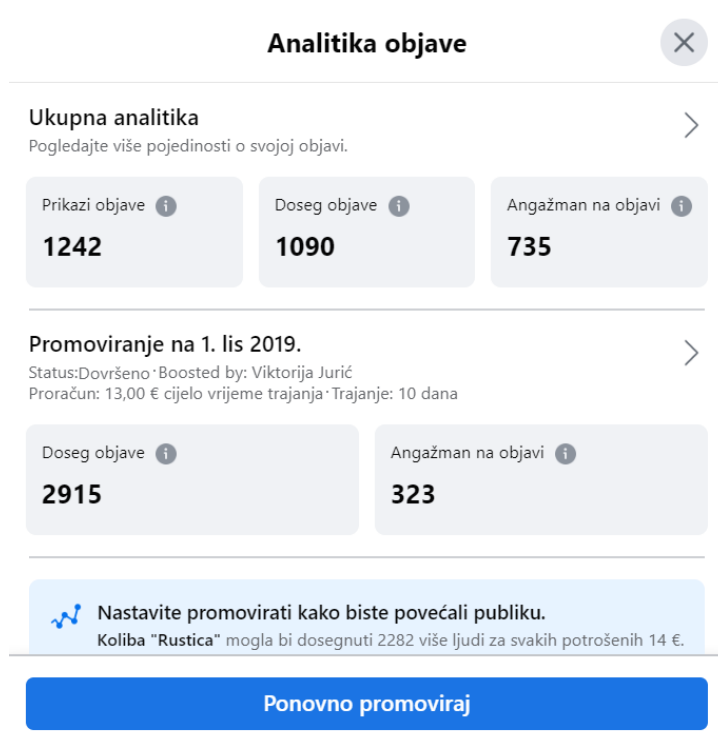 Analitika objave
Ukupna analitika
Pogledajte više pojedinosti o svojoj objavi.
Prikazi objave
1242
Doseg objave
1090
Angažman na objavi
735
Promoviranje na 1. lis 2019.
Status:Dovršeno · Boosted by: Viktorija Jurić
Proračun: 13,00 € cijelo vrijeme trajanja · Trajanje: 10 dana
Doseg objave
2915
Angažman na objavi
323
Nastavite promovirati kako biste povećali publiku.
Koliba "Rustica" mogla bi dosegnuti 2282 više ljudi za svakih potrošenih 14 €.
Ponovno promoviraj